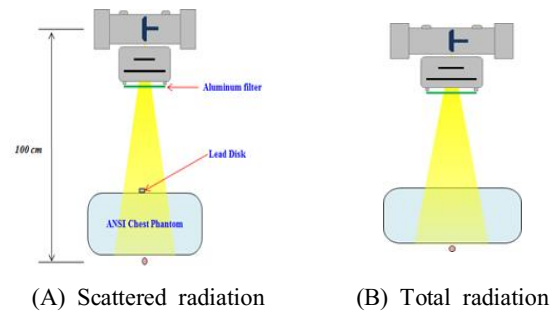 Aluminum filter
100 cm
Lead Disk
ANSI Chest Phantom
(A) Scattered radiation
(B) Total radiation